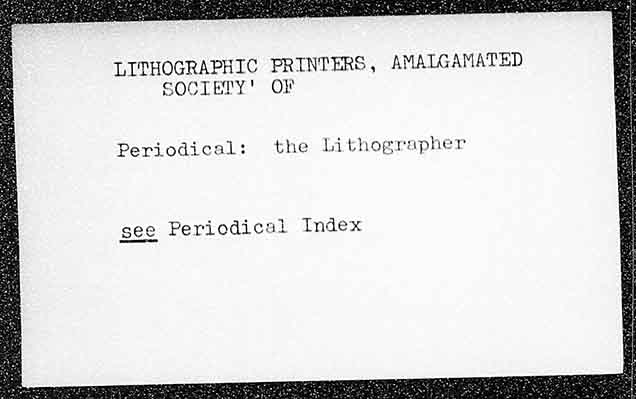 LITHOGRAPHIC PRINTERS, AMALGAMATED
SOCIETY' OF
Periodical: the Lithographer
see Periodical Index